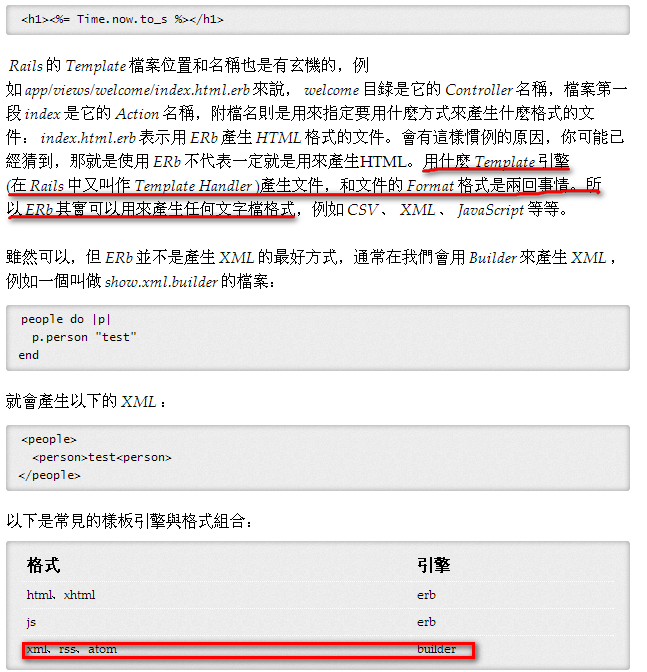 <h1><%= Time.now.to_s %></h1>
Rails 的 Template 檔案位置和名稱也是有玄機的，例
如 app/views/welcome/index.html.erb 來說， welcome 目錄是它的 Controller 名稱，檔案第一
段 index 是它的 Action 名稱，附檔名則是用來指定要用什麼方式來產生什麼格式的文
件： index.html.erb 表示用 ERb 產生 HTML 格式的文件。會有這樣慣例的原因，你可能已
經猜到，那就是使用 ERb 不代表一定就是用來產生HTML。用什麼 Template 引擎
(在 Rails 中又叫作 Template Handler )產生文件，和文件的 Format 格式是兩回事情。所
以 ERb 其實可以用來產生任何文字檔格式，例如 CSV 、 XML 、 JavaScript 等等。
雖然可以，但 ERb 並不是產生 XML 的最好方式，通常在我們會用 Builder 來產生 XML ，
例如一個叫做 show.xml.builder 的檔案：
people do |p|
p.person "test"
end
就會產生以下的 XML ：
<people>
<person>test<person>
</people>
以下是常見的樣板引擎與格式組合：
格式 引擎
html、xhtml erb
js erb
xml、rss、atom builder